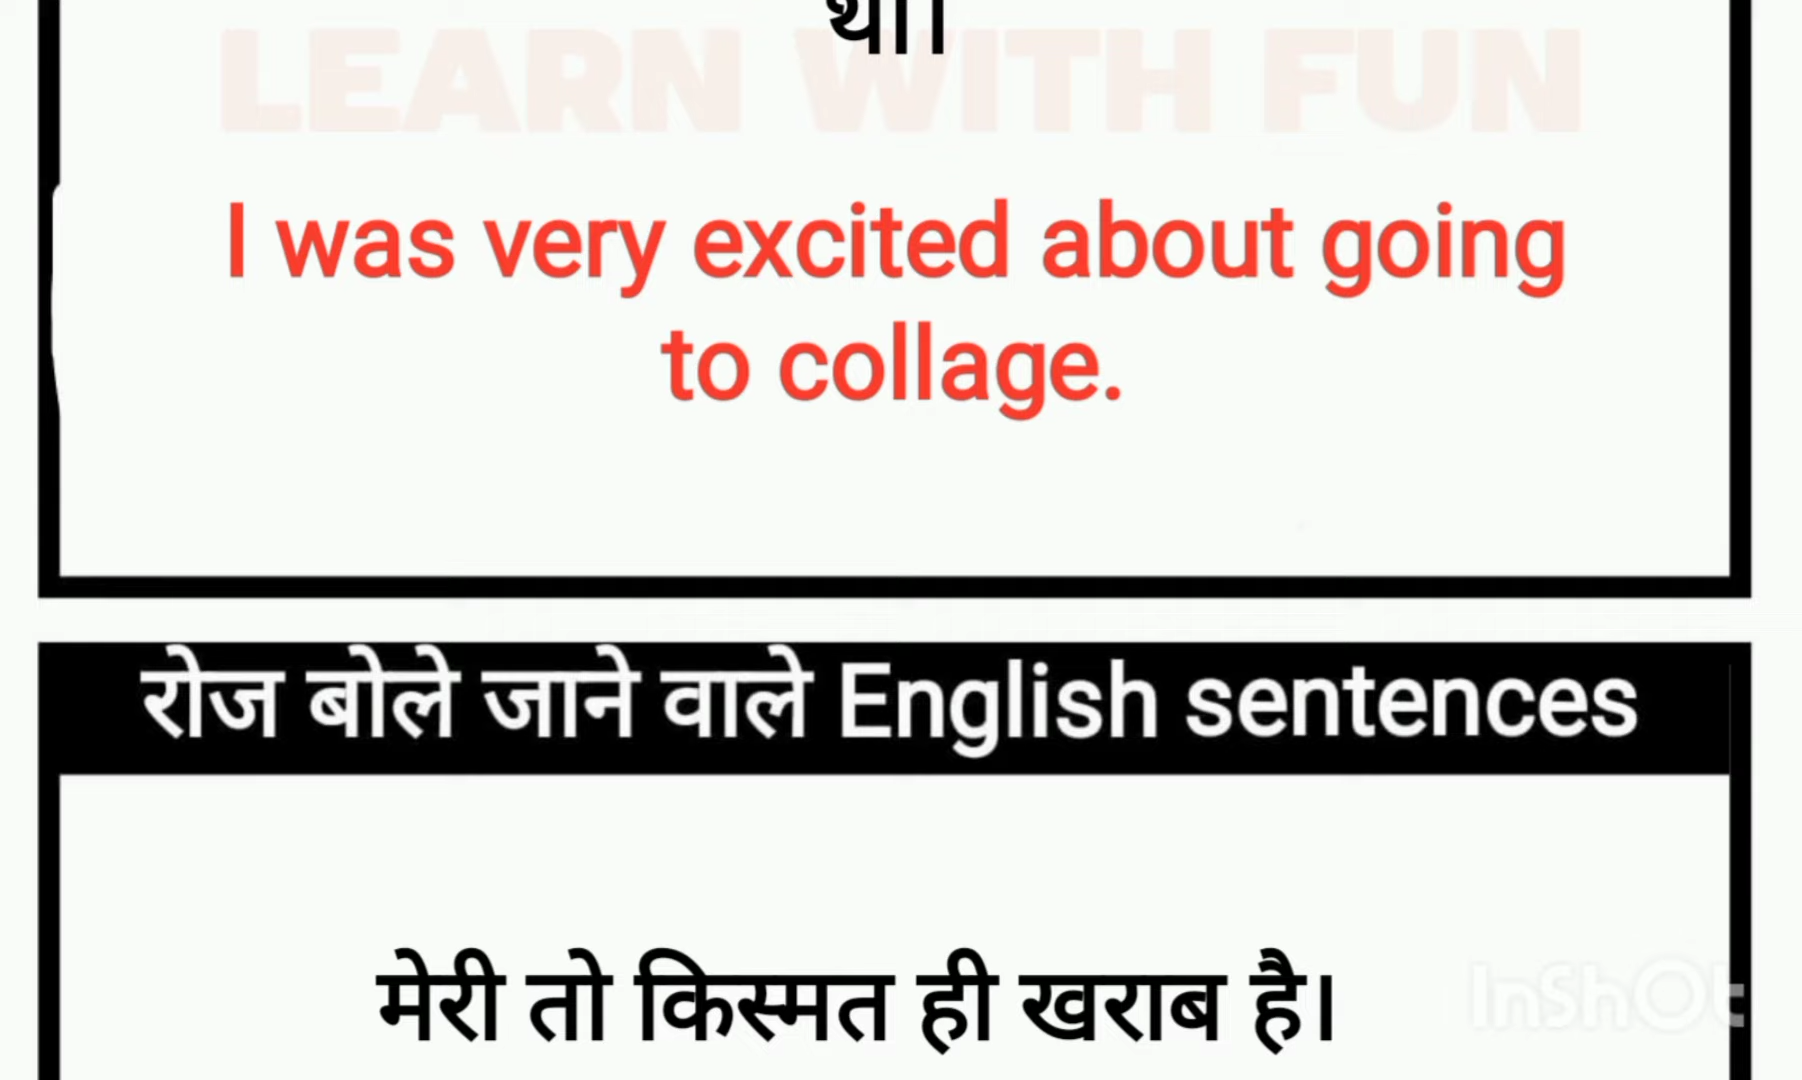 था।
LEARN WITH FUN
I was very excited about going
to collage.
रोज बोले जाने वाले English sentences
मेरी तो किस्मत ही खराब है।
InShOt